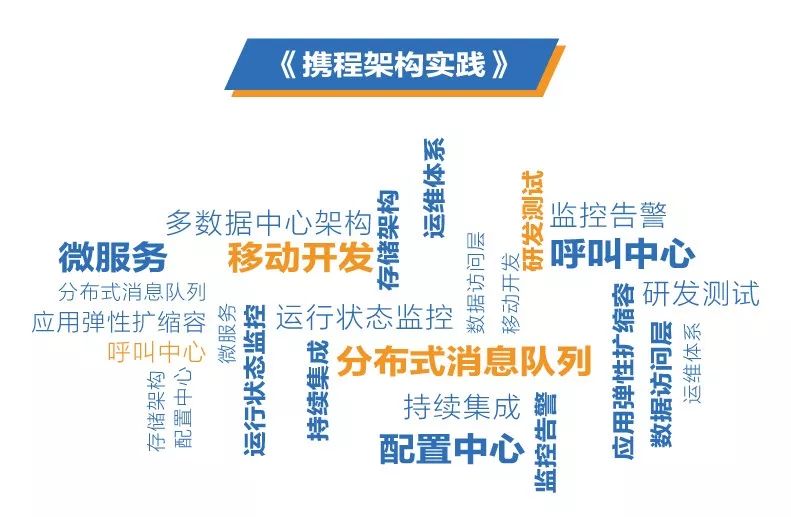 《携程架构实践》
运维体系
研发测试
存储架构
多数据中心架构
监控告警
微服务
移动开发
数据访问层
移动开发
呼叫中心
分布式消息队列
研发测试
应用弹性扩缩容
微服务
运行状态监控
运行状态监控
应用弹性扩缩容
数据访问层
运维体系
呼叫中心
持续集成
分布式消息队列
存储架构
配置中心
持续集成
监控告警
配置中心